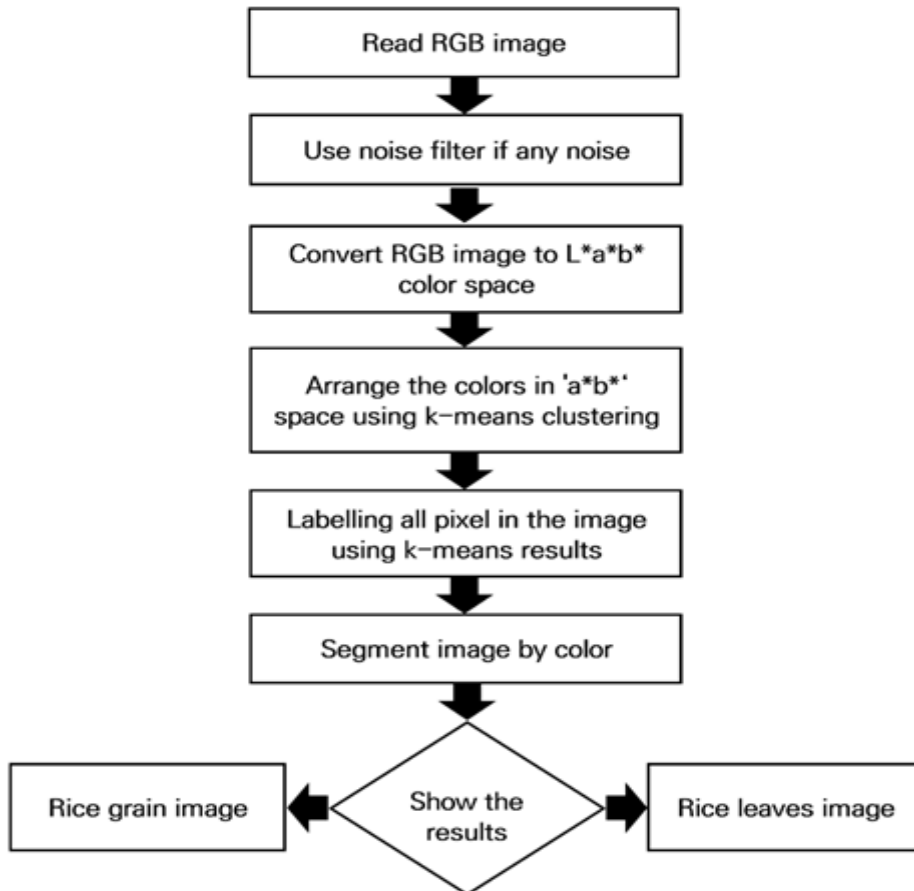 Read RGB image
Use noise filter if any noise
Convert RGB image to L*a*b*
color space
Arrange the colors in 'a*b*'
space using k-means clustering
Labelling all pixel in the image
using k-means results
Segment image by color
Rice grain image
Show the
results
Rice leaves image